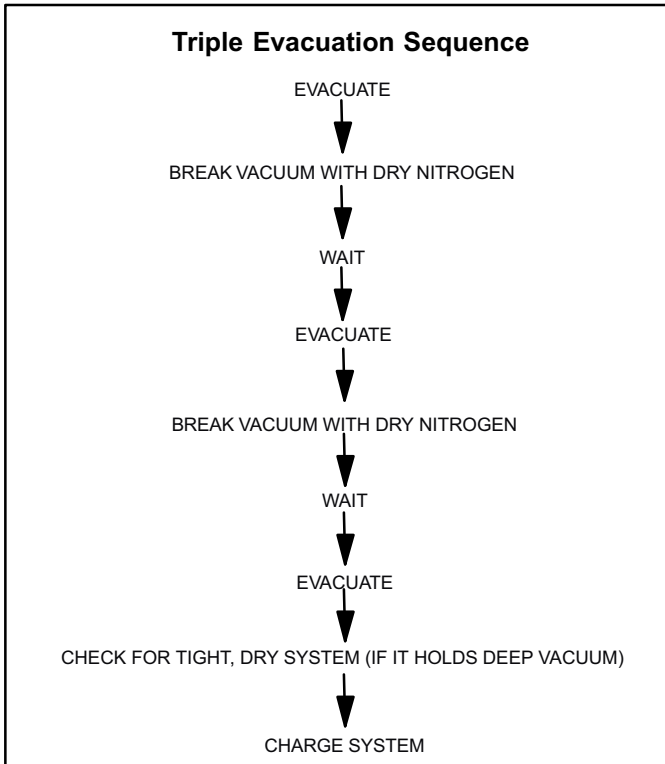 Triple Evacuation Sequence
EVACUATE
BREAK VACUUM WITH DRY NITROGEN
WAIT
EVACUATE
BREAK VACUUM WITH DRY NITROGEN
WAIT
EVACUATE
CHECK FOR TIGHT, DRY SYSTEM (IF IT HOLDS DEEP VACUUM)
CHARGE SYSTEM